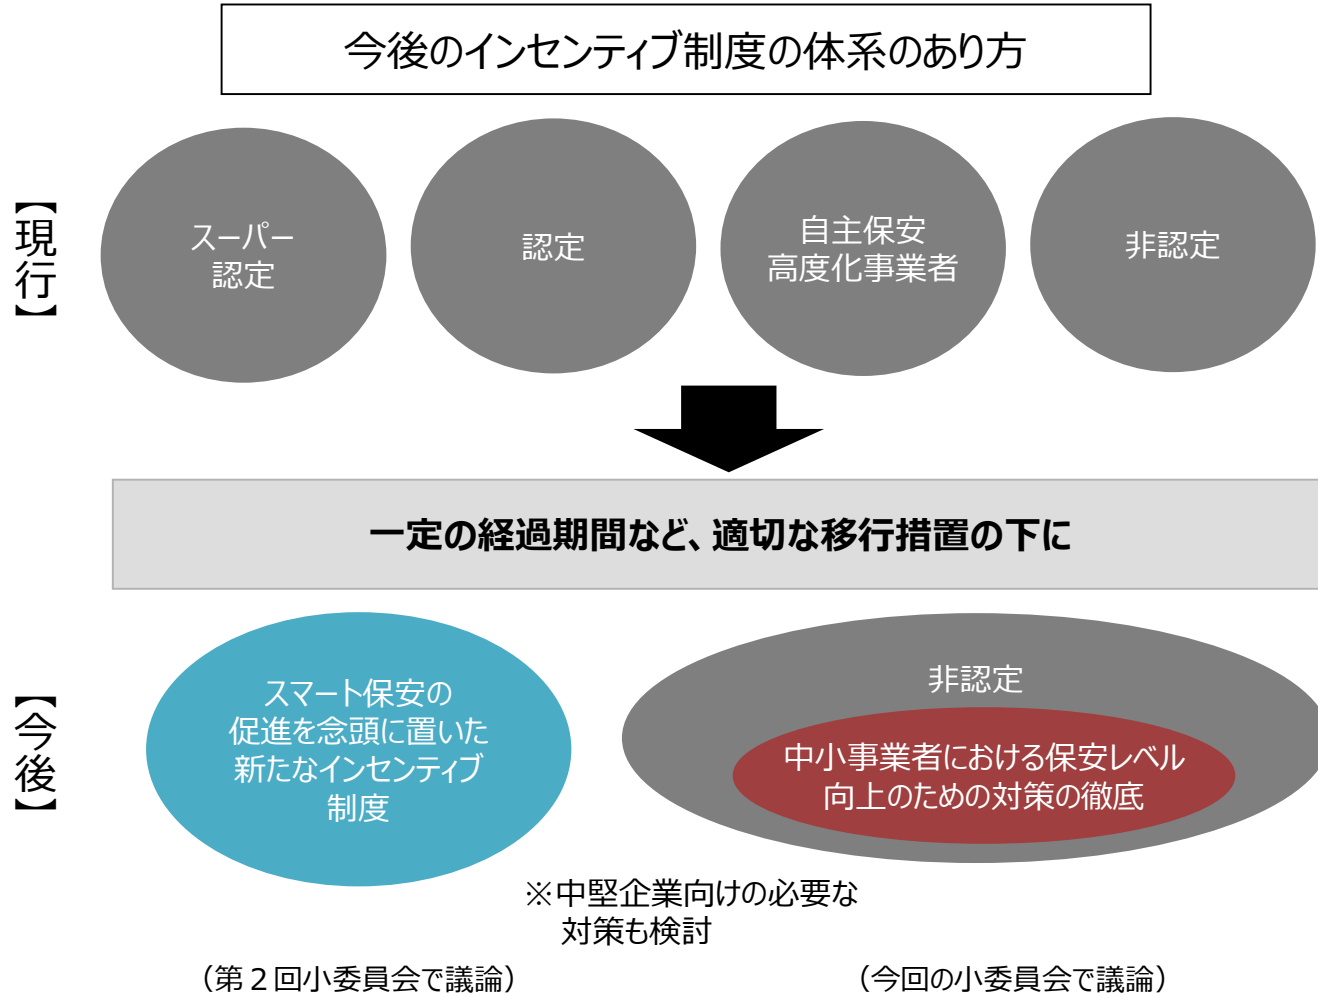 今後のインセンティブ制度の体系のあり方
【現行】
スーパー
認定
認定
自主保安
高度化事業者
非認定
一定の経過期間など、適切な移行措置の下に
【今後】
スマート保安の
促進を念頭に置いた
新たなインセンティブ
制度
非認定
中小事業者における保安レベル
向上のための対策の徹底
※中堅企業向けの必要な
対策も検討
（第２回小委員会で議論）
（今回の小委員会で議論）